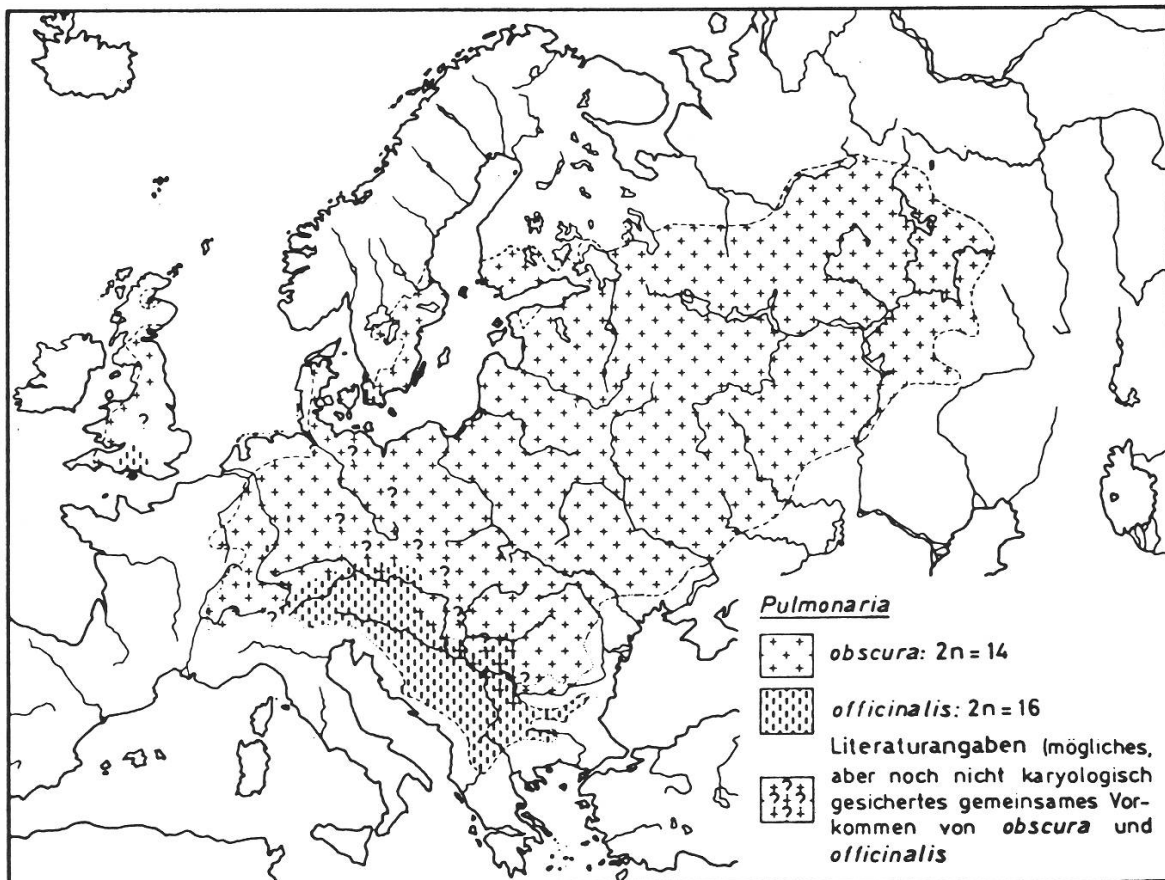 Pulmonaria
obscura: 2n = 14
officinalis: 2n = 16
Literaturangaben (mögliches,
aber noch nicht karyologisch
gesichertes gemeinsames Vor-
kommen von obscura und
officinalis